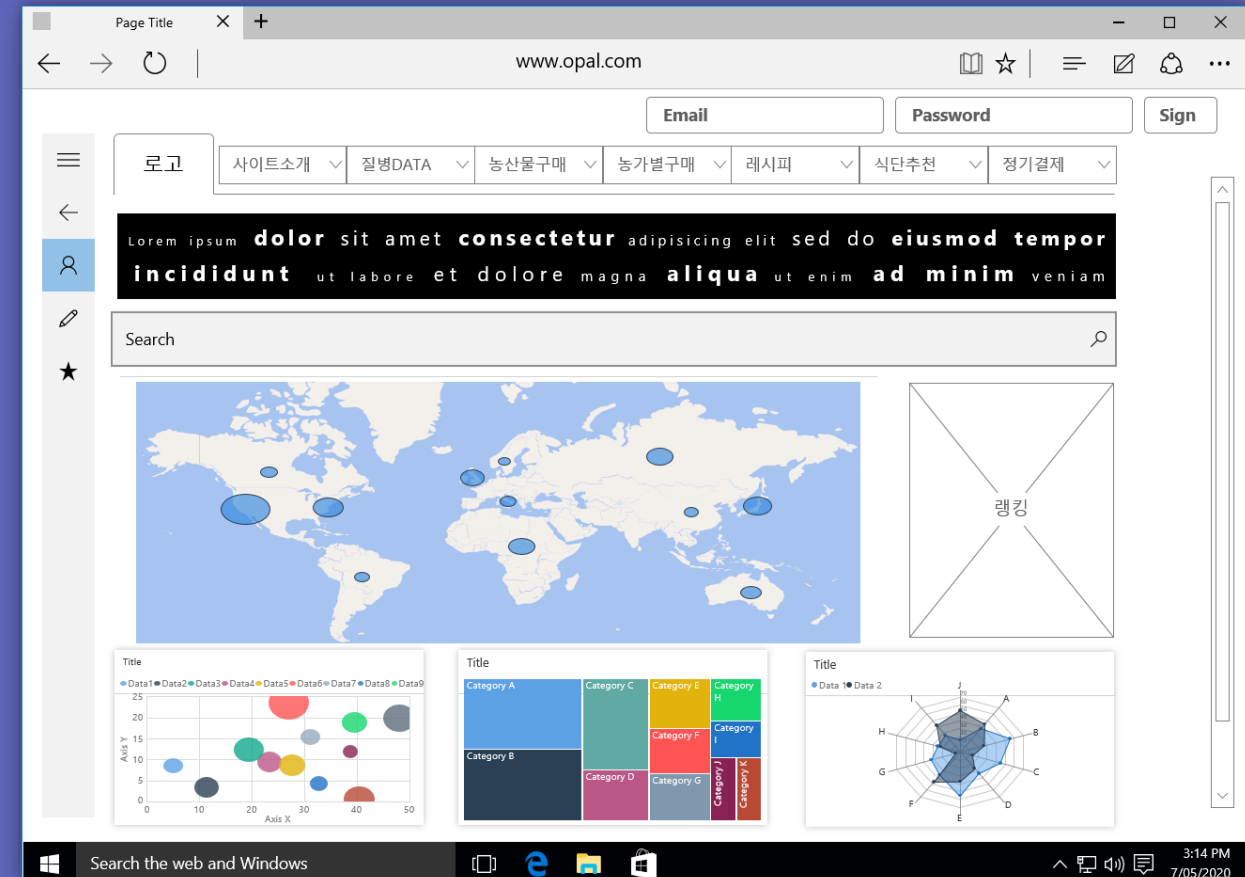 Page Title
www.opal.com
Email Password Sign
로고 사이트소개 질병DATA 농산물구매 농가별구매 레시피 식단추천 정기결제
Lorem ipsum dolor sit amet consectetur adipisicing elit sed do eiusmod tempor
incididunt ut labore et dolore magna aliqua ut enim ad minim veniam
Search
랭킹
Title
Data1 Data2 Data3 Data4 Data5 Data6 Data7 Data8 Data9
25
20
15
10
5
0
Axis Y
0 10 20 30 40 50
Axis X
Title
Category A
Category B
Category C
Category D
Category E
Category F
Category G
Category H
Category I
Category J
Category K
Title
Data 1 Data 2
J
A
B
C
D
E
F
G
H
I
Search the web and Windows
3:14 PM
7/05/2020